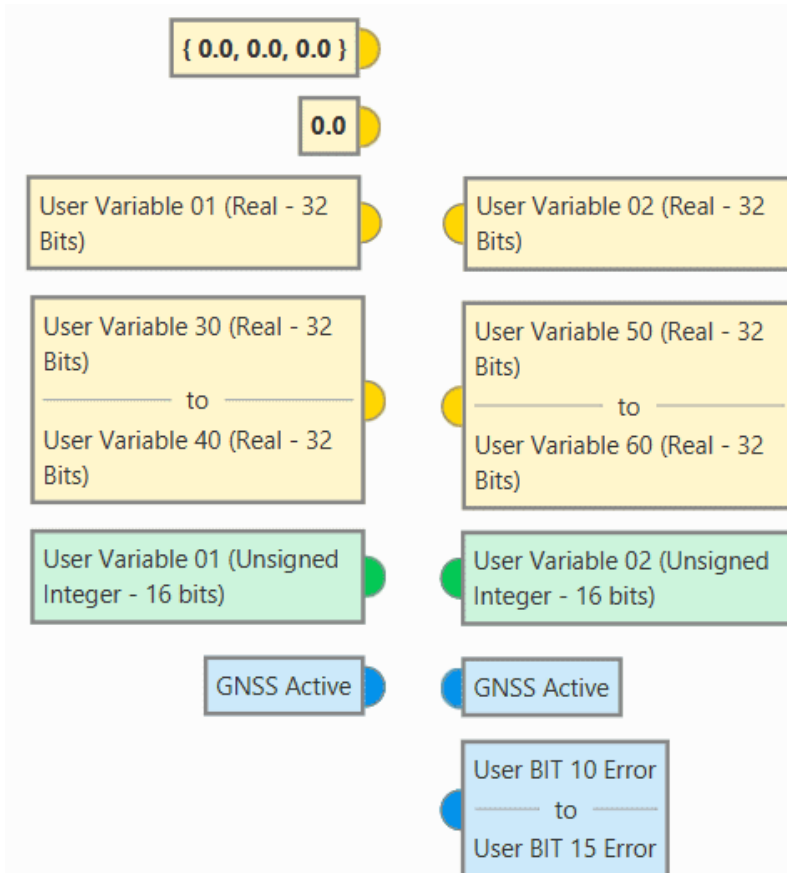 { 0.0, 0.0, 0.0 }
0.0
User Variable 01 (Real - 32
Bits)
User Variable 02 (Real - 32
Bits)
User Variable 30 (Real - 32
Bits)
to
User Variable 40 (Real - 32
Bits)
User Variable 50 (Real - 32
Bits)
to
User Variable 60 (Real - 32
Bits)
User Variable 01 (Unsigned
Integer - 16 bits)
User Variable 02 (Unsigned
Integer - 16 bits)
GNSS Active
GNSS Active
User BIT 10 Error
to
User BIT 15 Error